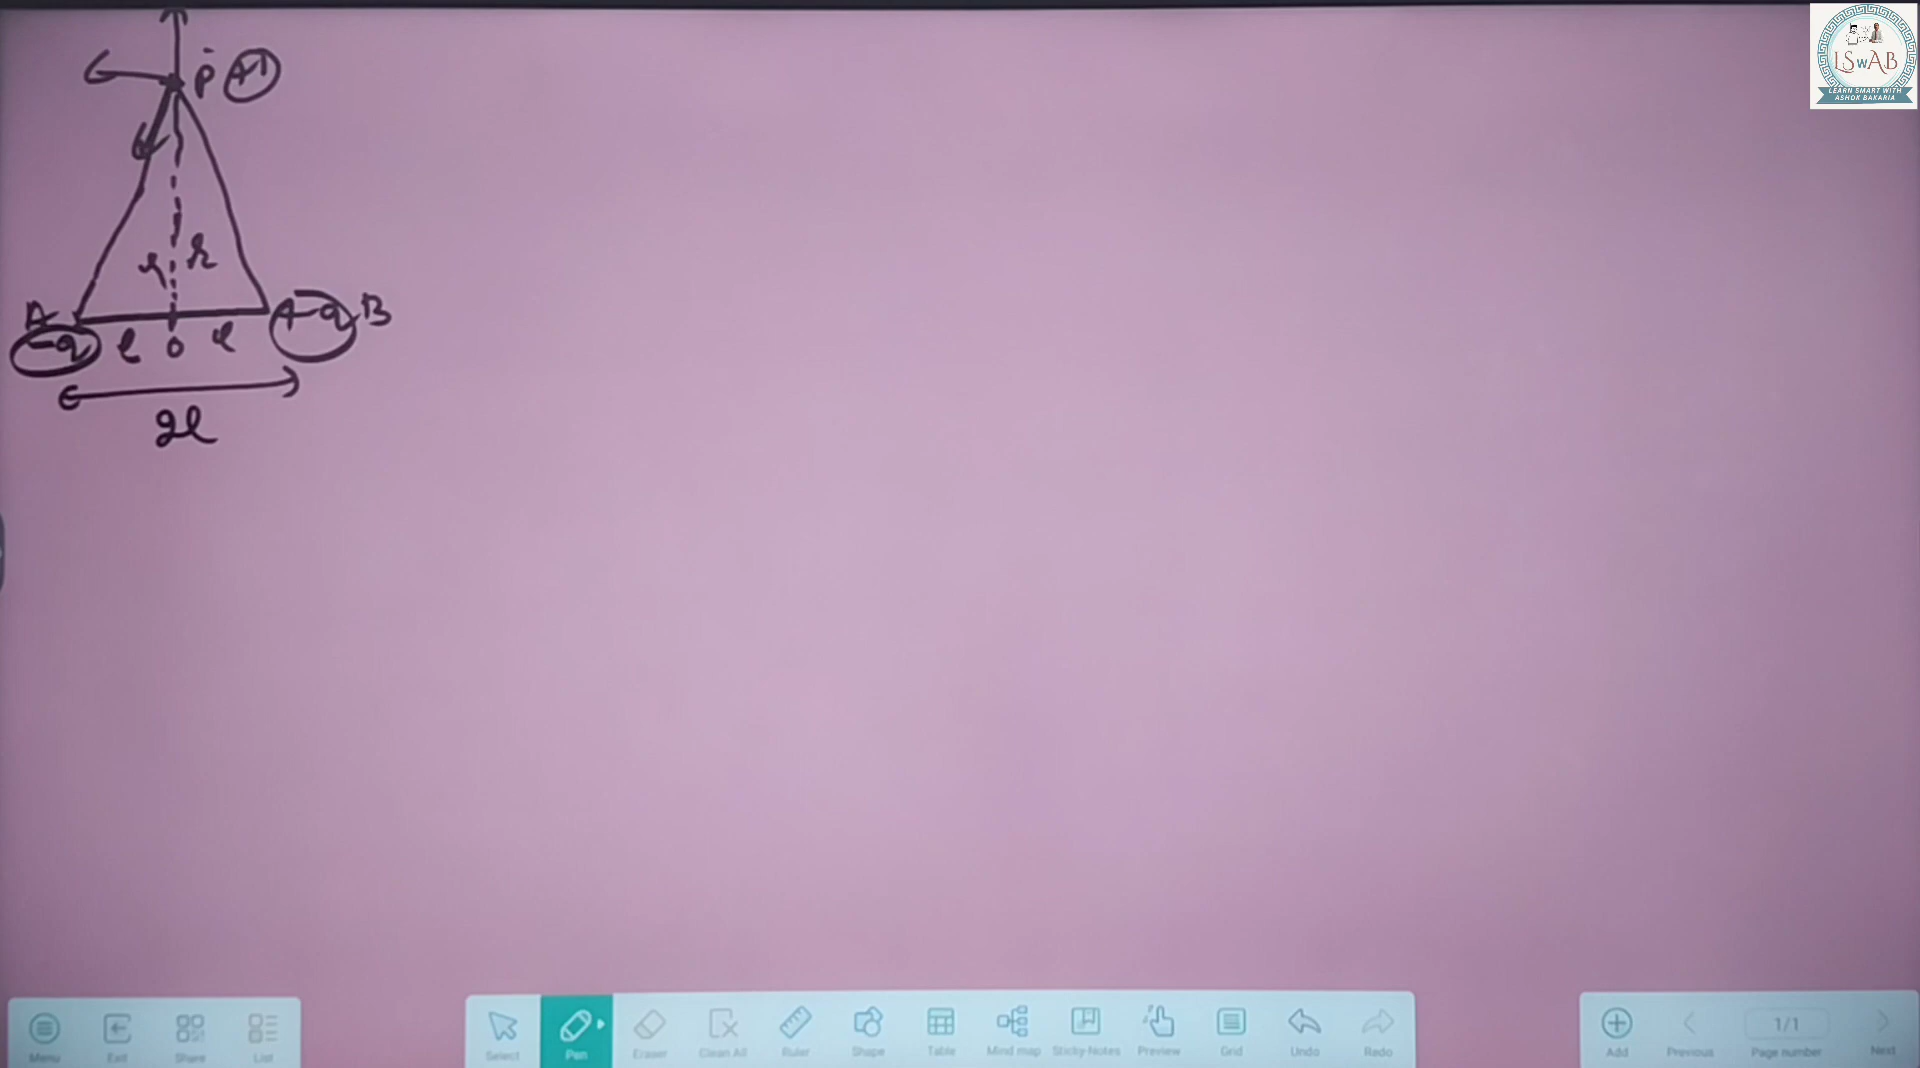 P +1
r r
A B
-q l o l +q
2l
LSWAB
LEARN SMART WITH
ASHOK BAKARIA
Menu Exit Share List
Select Pen Eraser Clean All Ruler Shape Table Mind map Sticky-Notes Preview Grid Undo Redo
1/1
Add Previous Page number Next